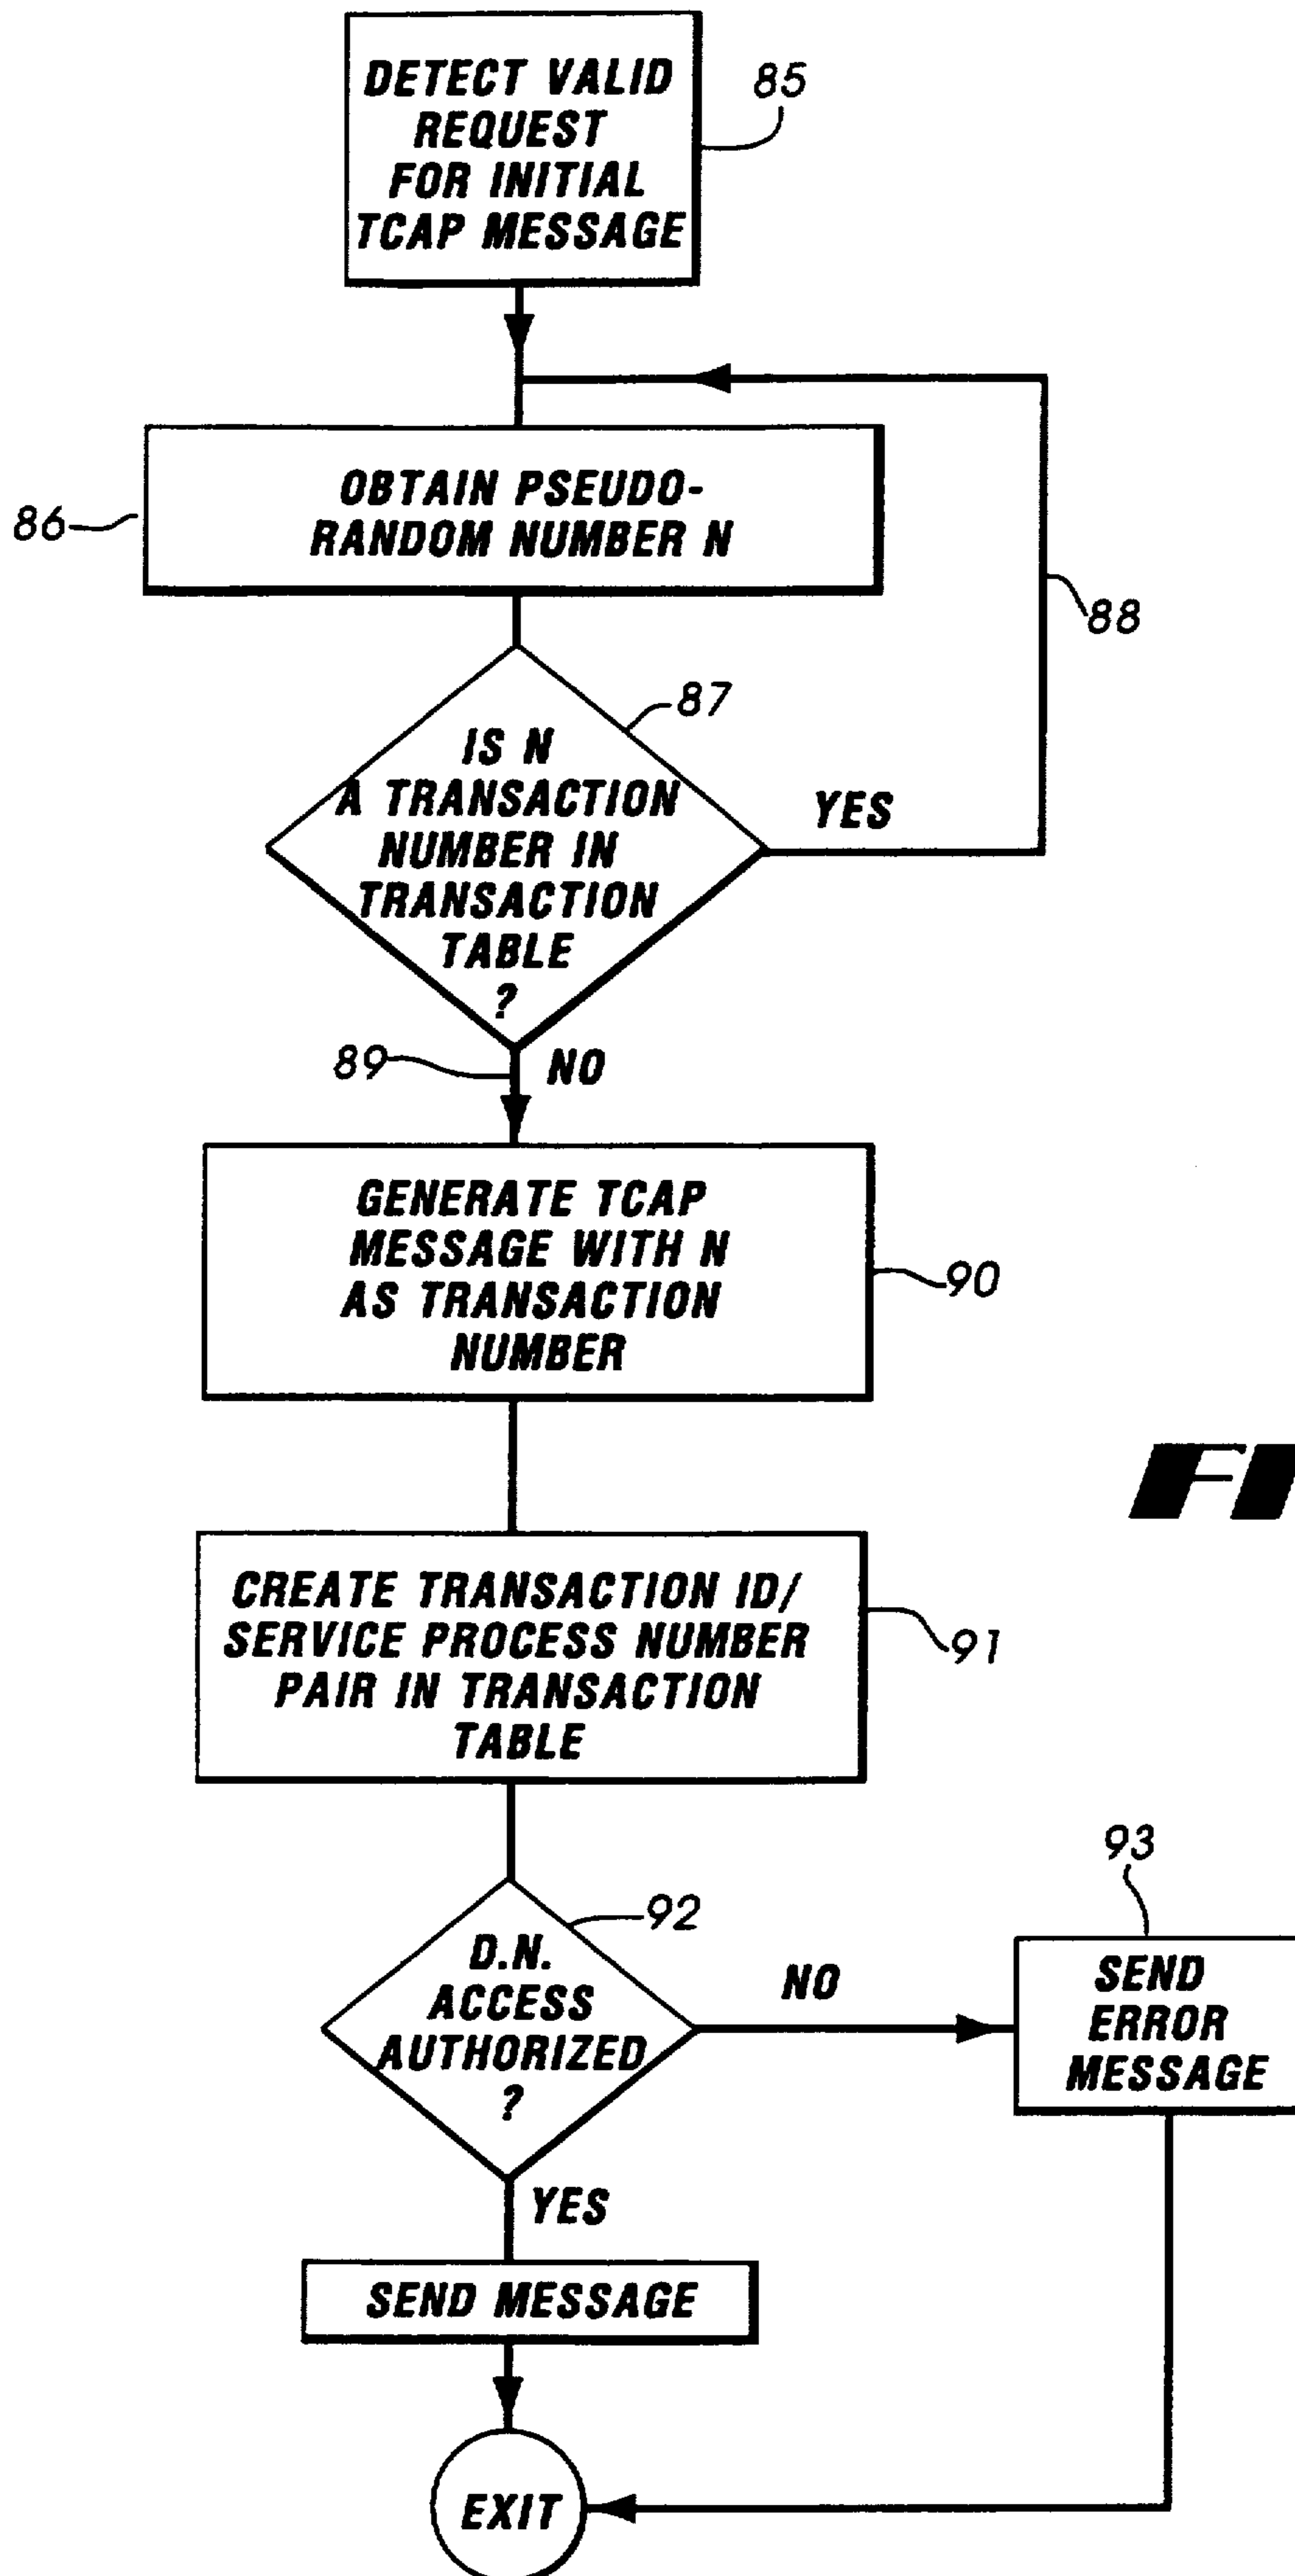 DETECT VALID
REQUEST
FOR INITIAL
TCAP MESSAGE
85
OBTAIN PSEUDO-
RANDOM NUMBER N
86
88
87
IS N
A TRANSACTION
NUMBER IN
TRANSACTION
TABLE
?
YES
89
NO
GENERATE TCAP
MESSAGE WITH N
AS TRANSACTION
NUMBER
90
FI
CREATE TRANSACTION ID/
SERVICE PROCESS NUMBER
PAIR IN TRANSACTION
TABLE
91
92
D.N.
ACCESS
AUTHORIZED
?
NO
93
SEND
ERROR
MESSAGE
YES
SEND MESSAGE
EXIT